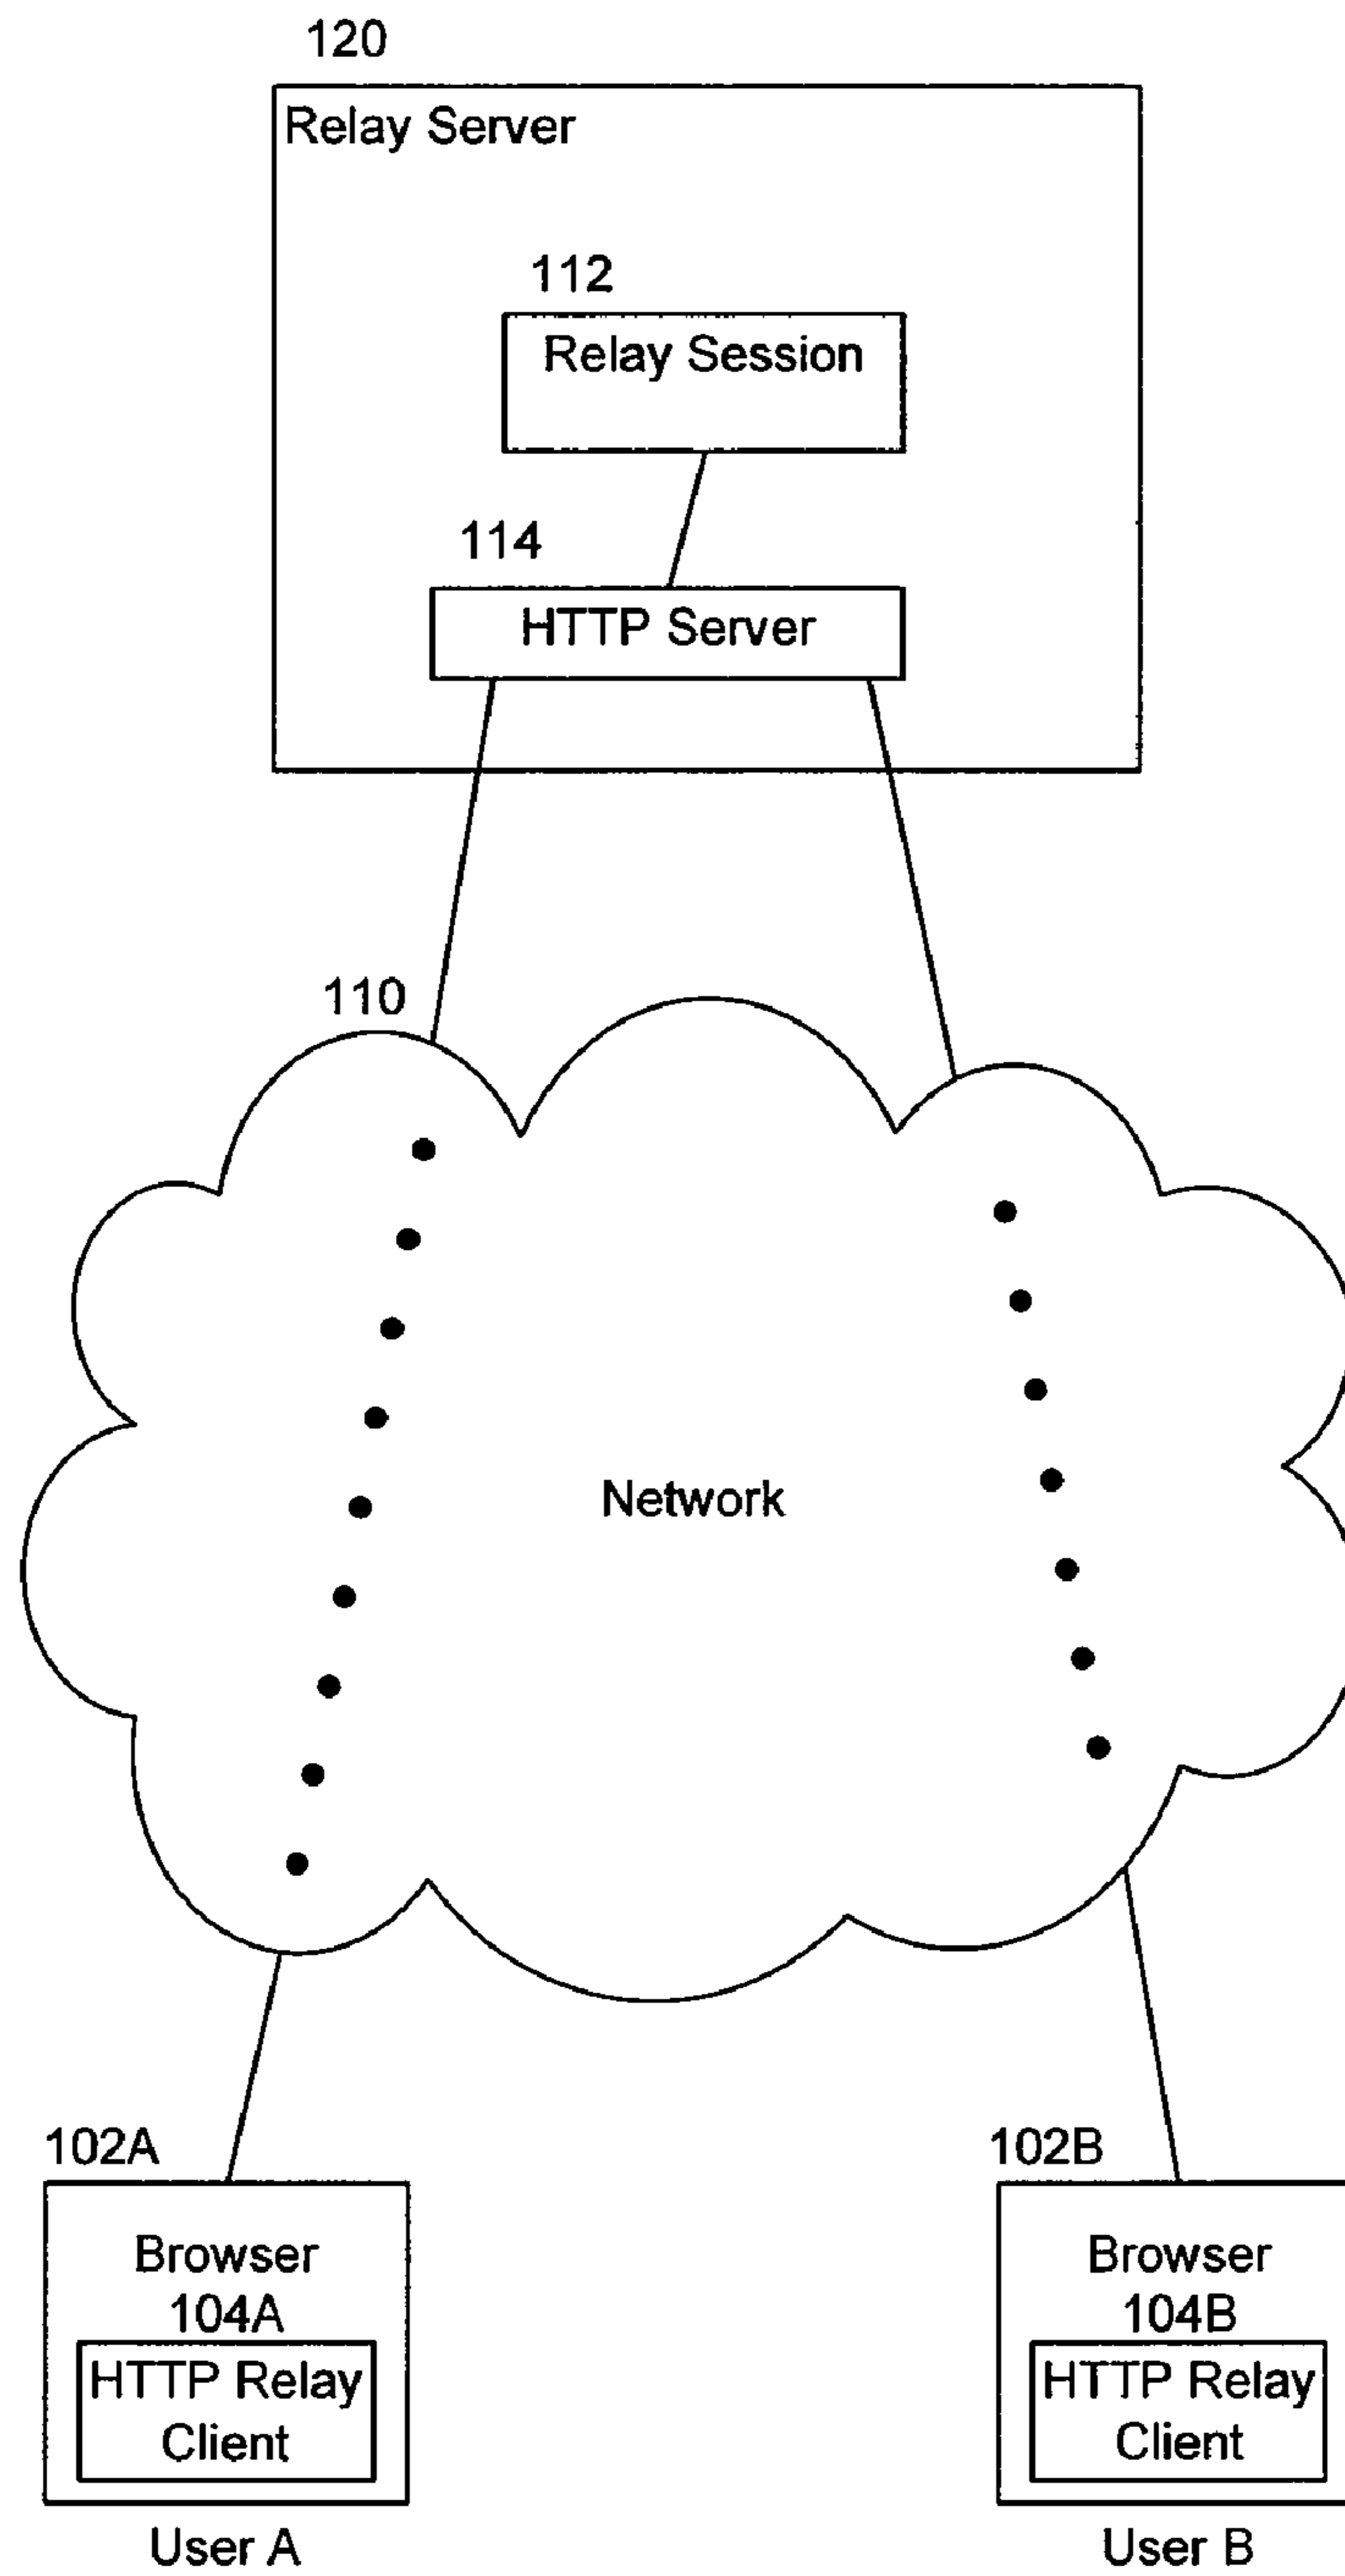 120
Relay Server
112
Relay Session
114
HTTP Server
110
Network
102A
Browser
104A
HTTP Relay
Client
User A
102B
Browser
104B
HTTP Relay
Client
User B